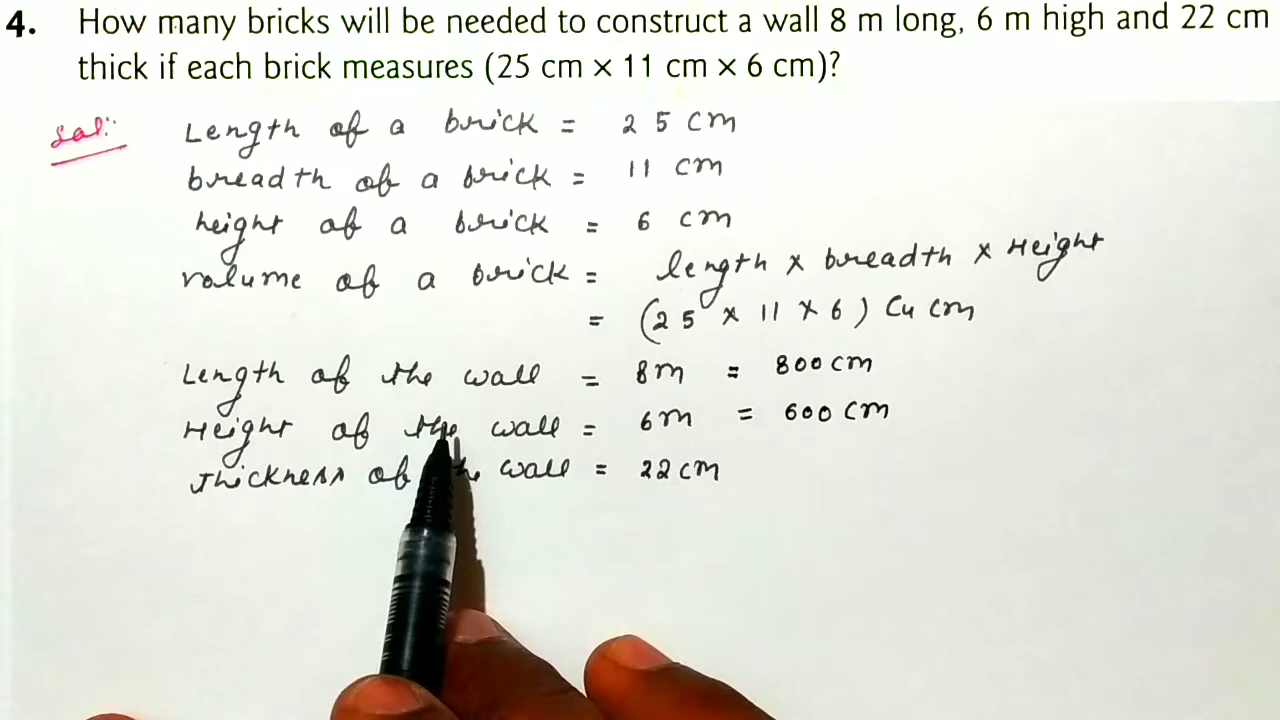 4. How many bricks will be needed to construct a wall 8 m long, 6 m high and 22 cm
thick if each brick measures (25 cm × 11 cm × 6 cm)?
Sol:
Length of a brick = 25 cm
breadth of a brick = 11 cm
height of a brick = 6 cm
volume of a brick = length × breadth × Height
= (25 × 11 × 6) Cu cm
Length of the wall = 8m = 800 cm
Height of the wall = 6m = 600 cm
Thickness of the wall = 22 cm